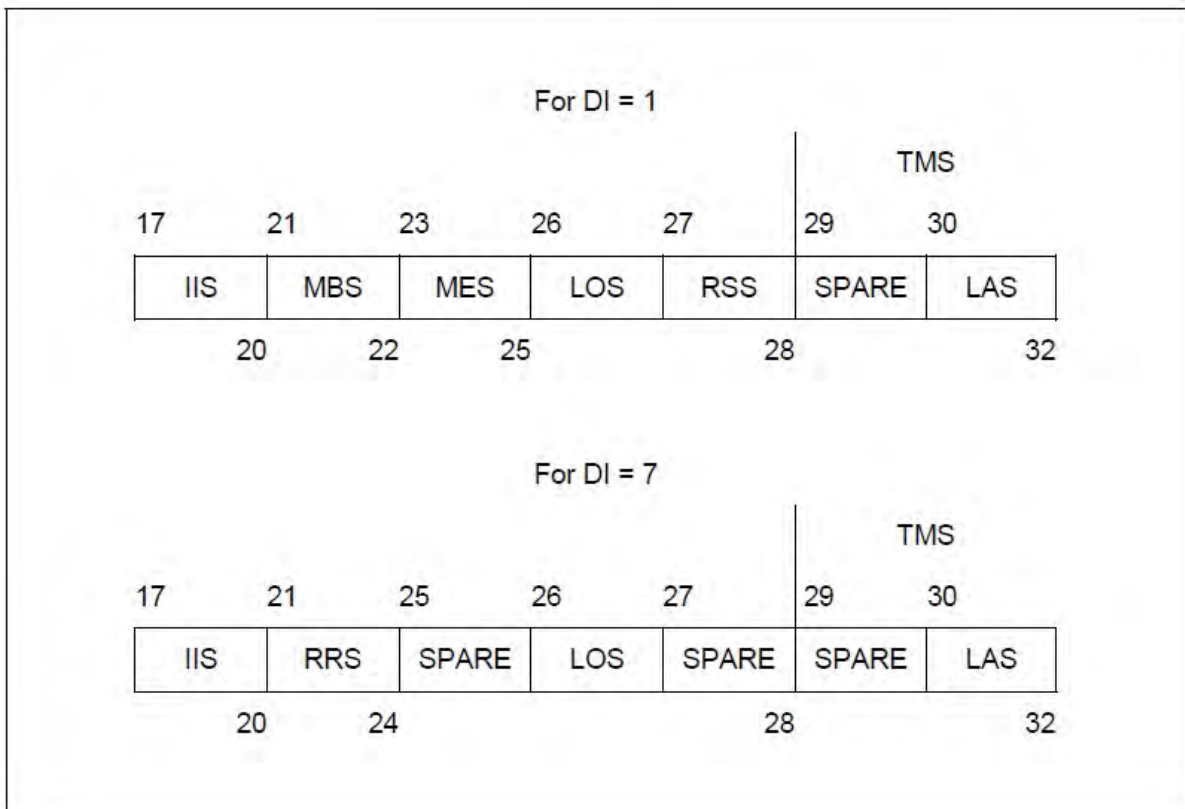 For DI = 1
TMS
17 21 23 26 27 29 30
IIS MBS MES LOS RSS SPARE LAS
20 22 25 28 32
For DI = 7
TMS
17 21 25 26 27 29 30
IIS RRS SPARE LOS SPARE SPARE LAS
20 24 28 32